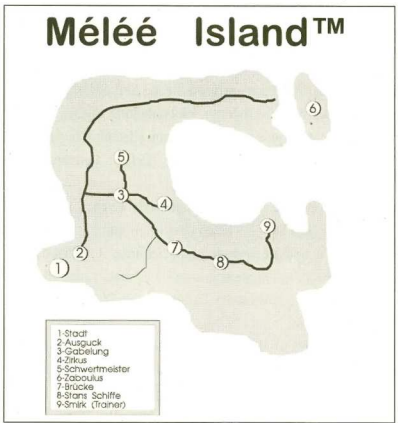 Méléé Island™
6
5
4
3
9
2
7
8
1
1-Stadt
2-Ausguck
3-Gabelung
4-Zirkus
5-Schwertmeister
6-Zaboulus
7-Brücke
8-Stans Schiffe
9-Smirk (Trainer)